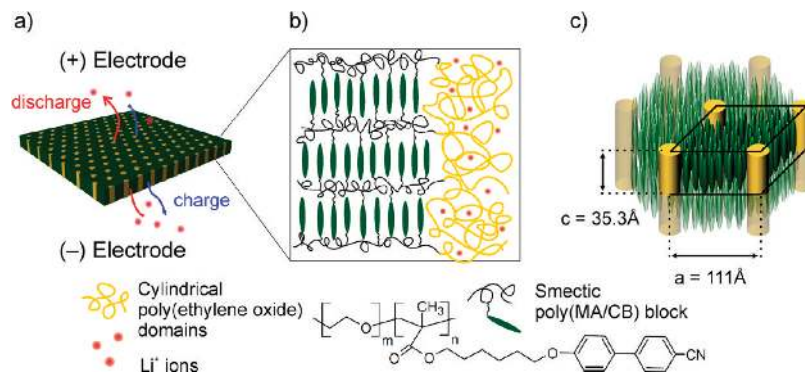 a)
(+) Electrode
discharge
charge
(−) Electrode
b)
c)
c = 35.3Å
a = 111Å
Cylindrical
poly(ethylene oxide)
domains
Li⁺ ions
Smectic
poly(MA/CB) block
O
m
CH₃
n
O
O
O
CN